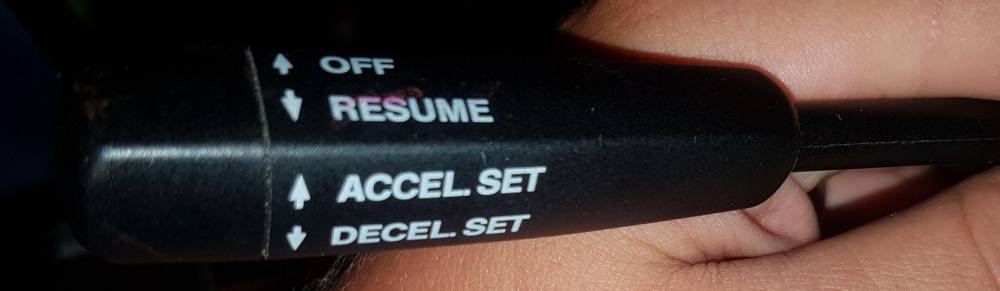 OFF
RESUME
ACCEL. SET
DECEL. SET